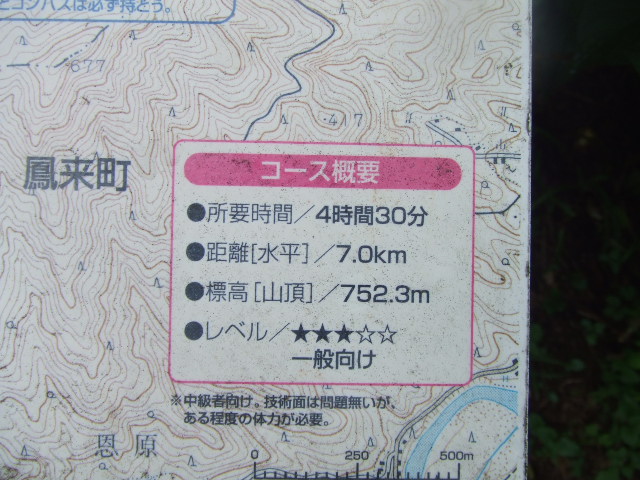 とコンパスは必ず持とう。
・677
・417
鳳来町
コース概要
●所要時間／4時間30分
●距離[水平]／7.0km
●標高[山頂]／752.3m
●レベル／★★★☆☆
一般向け
※中級者向け。技術面は問題無いが、
ある程度の体力が必要。
恩原
0 250 500m